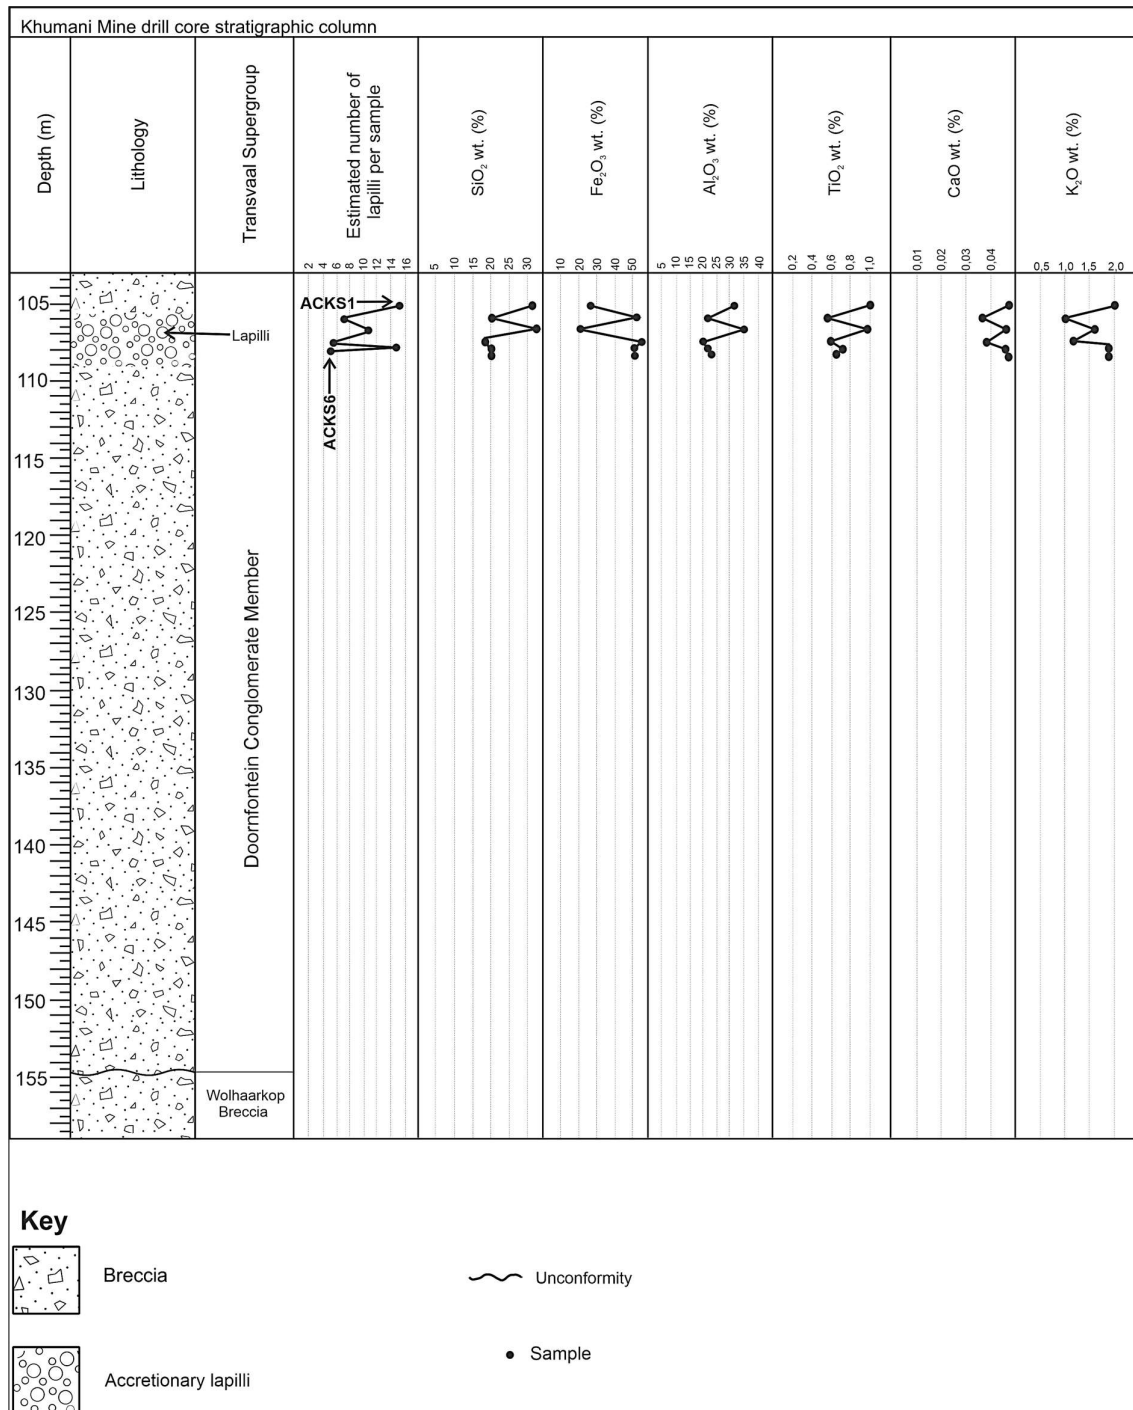 Khumani Mine drill core stratigraphic column
Depth (m)
Lithology
Transvaal Supergroup
Estimated number of
lapilli per sample
SiO₂ wt. (%)
Fe₂O₃ wt. (%)
Al₂O₃ wt. (%)
TiO₂ wt. (%)
CaO wt. (%)
K₂O wt. (%)
2 4 6 8 10 12 14 16
5 10 15 20 25 30
10 20 30 40 50
5 10 15 20 25 30 35 40
0,2 0,4 0,6 0,8 1,0
0,01 0,02 0,03 0,04
0,5 1,0 1,5 2,0
105
110
115
120
125
130
135
140
145
150
155
Lapilli
ACKS1
ACKS6
Doornfontein Conglomerate Member
Wolhaarkop
Breccia
Key
Breccia
Unconformity
Sample
Accretionary lapilli